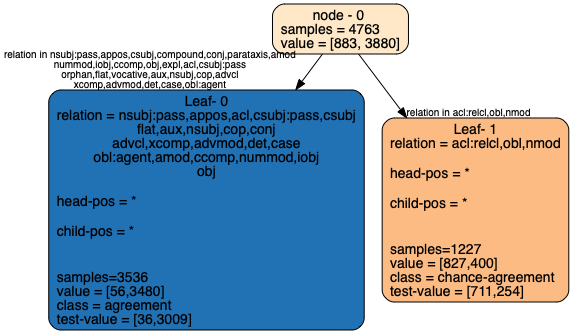 node - 0
samples = 4763
value = [883, 3880]
relation in nsubj:pass,appos,csubj,compound,conj,parataxis,amod
nummod,iobj,ccomp,obj,expl,acl,csubj:pass
orphan,flat,vocative,aux,nsubj,cop,advcl
xcomp,advmod,det,case,obl:agent
relation in acl:relcl,obl,nmod
Leaf- 0
relation = nsubj:pass,appos,acl,csubj:pass,csubj
flat,aux,nsubj,cop,conj
advcl,xcomp,advmod,det,case
obl:agent,amod,ccomp,nummod,iobj
obj
head-pos = *
child-pos = *
samples=3536
value = [56,3480]
class = agreement
test-value = [36,3009]
Leaf- 1
relation = acl:relcl,obl,nmod
head-pos = *
child-pos = *
samples=1227
value = [827,400]
class = chance-agreement
test-value = [711,254]